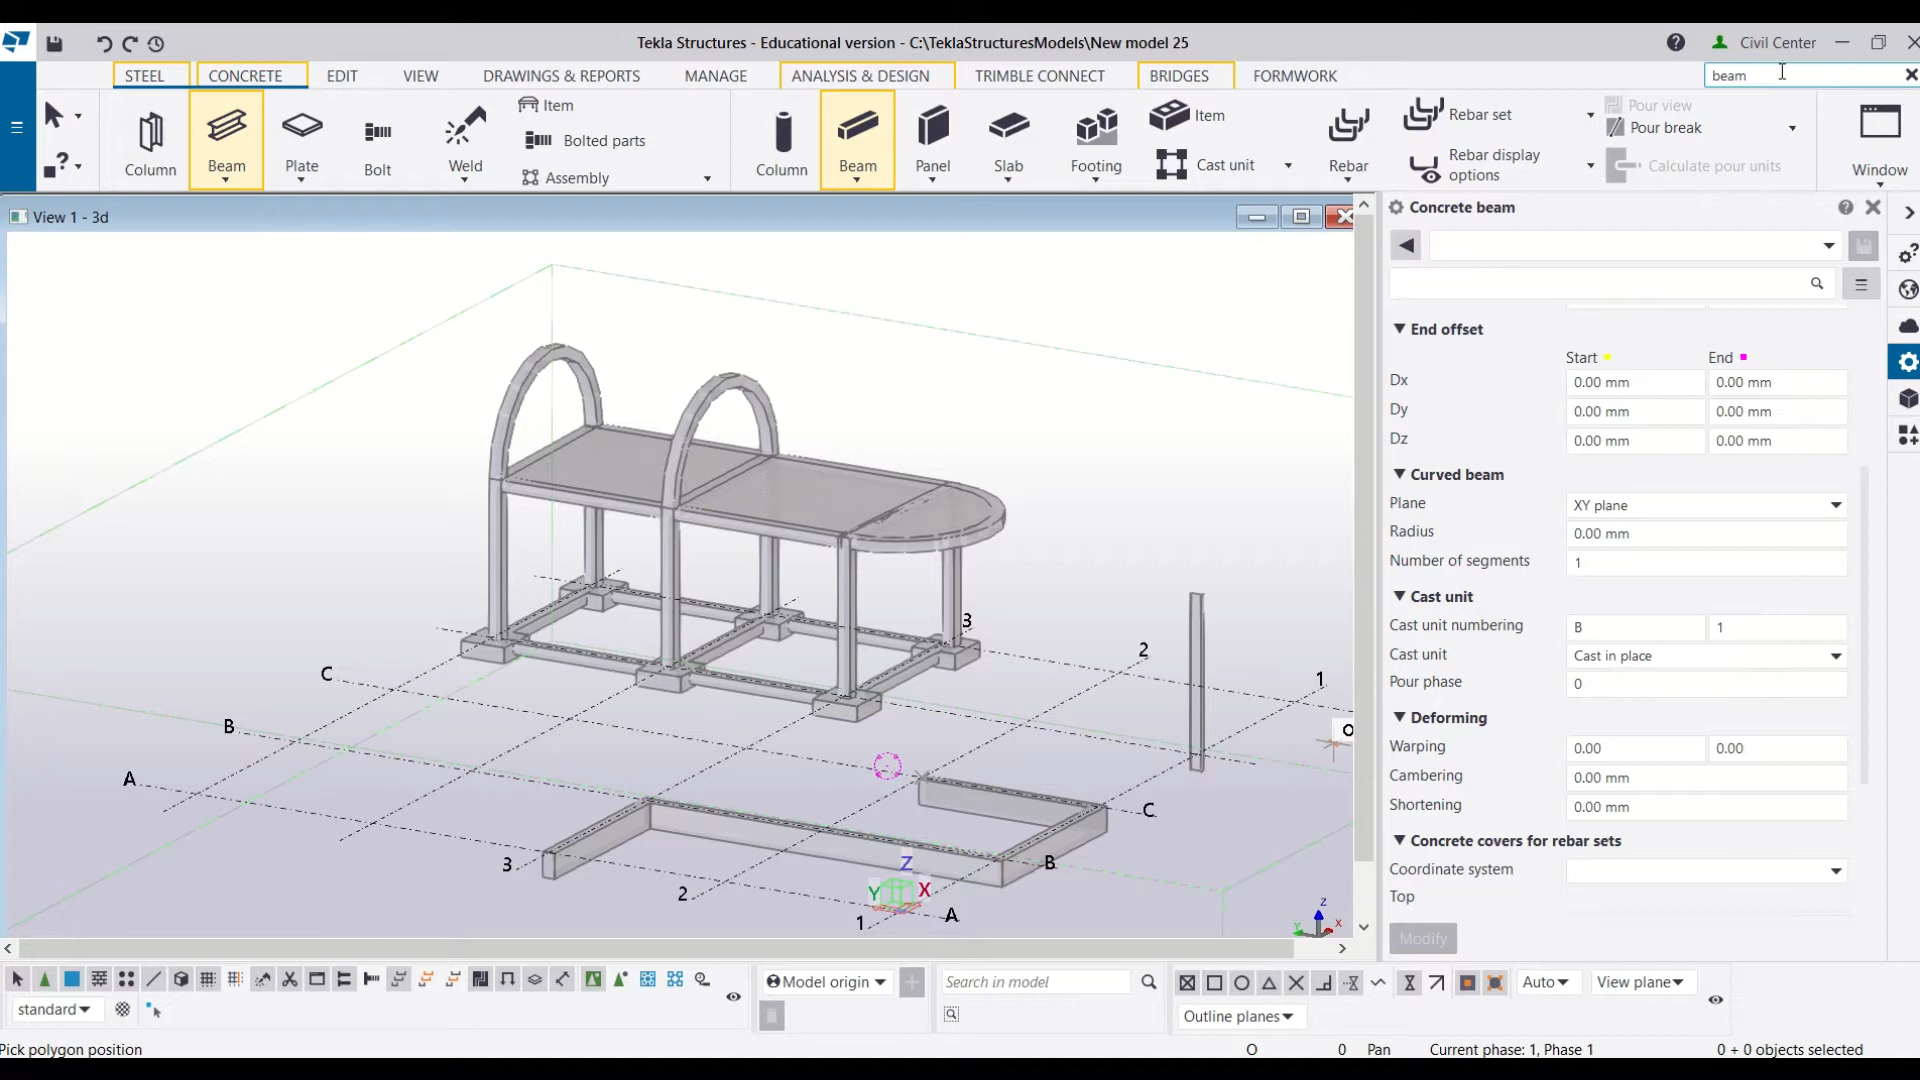 Tekla Structures - Educational version - C:\TeklaStructuresModels\New model 25
Civil Center
STEEL CONCRETE EDIT VIEW DRAWINGS & REPORTS MANAGE ANALYSIS & DESIGN TRIMBLE CONNECT BRIDGES FORMWORK
beam
Column
Beam
Plate
Bolt
Weld
Item
Bolted parts
Assembly
Column
Beam
Panel
Slab
Footing
Item
Cast unit
Rebar
Rebar set
Rebar display
options
Pour view
Pour break
Calculate pour units
Window
View 1 - 3d
3
2
1
C
B
A
O
C
B
A
3
2
1
Z
Y
X
Z
Y
X
Concrete beam
End offset
Start End
Dx 0.00 mm 0.00 mm
Dy 0.00 mm 0.00 mm
Dz 0.00 mm 0.00 mm
Curved beam
Plane XY plane
Radius 0.00 mm
Number of segments 1
Cast unit
Cast unit numbering B 1
Cast unit Cast in place
Pour phase 0
Deforming
Warping 0.00 0.00
Cambering 0.00 mm
Shortening 0.00 mm
Concrete covers for rebar sets
Coordinate system
Top
Modify
standard
Model origin
Search in model
Auto
View plane
Outline planes
Pick polygon position
O 0 Pan Current phase: 1, Phase 1 0 + 0 objects selected